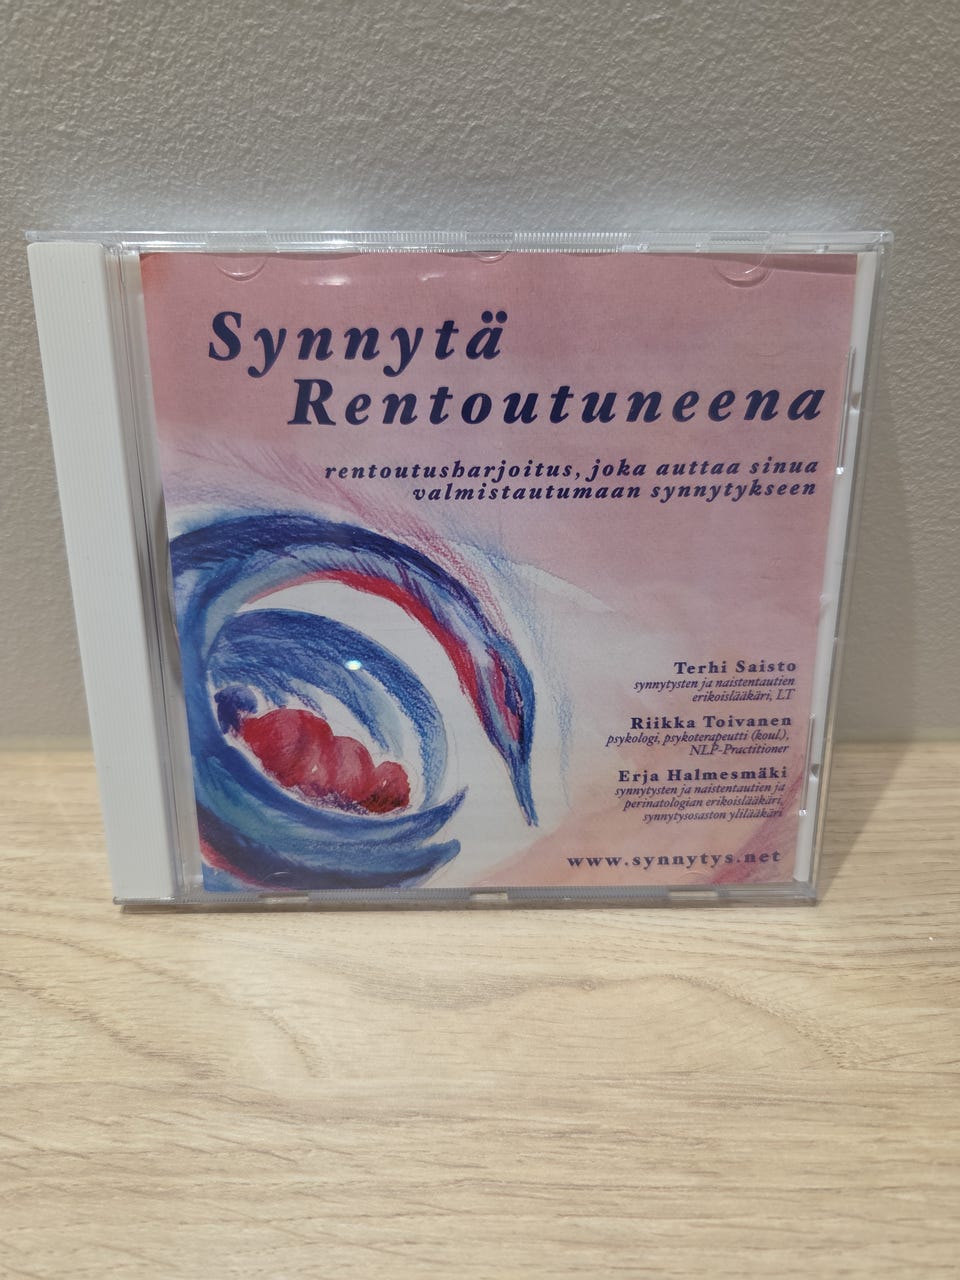 Synnytä
Rentoutuneena
rentoutusharjoitus, joka auttaa sinua
valmistautumaan synnytykseen
Terhi Saisto
synnytysten ja naistentautien
erikoislääkäri, LT
Riikka Toivanen
psykologi, psykoterapeutti (koul.),
NLP-Practitioner
Erja Halmesmäki
synnytysten ja naistentautien ja
perinatologian erikoislääkäri,
synnytysosaston ylilääkäri
www.synnytys.net